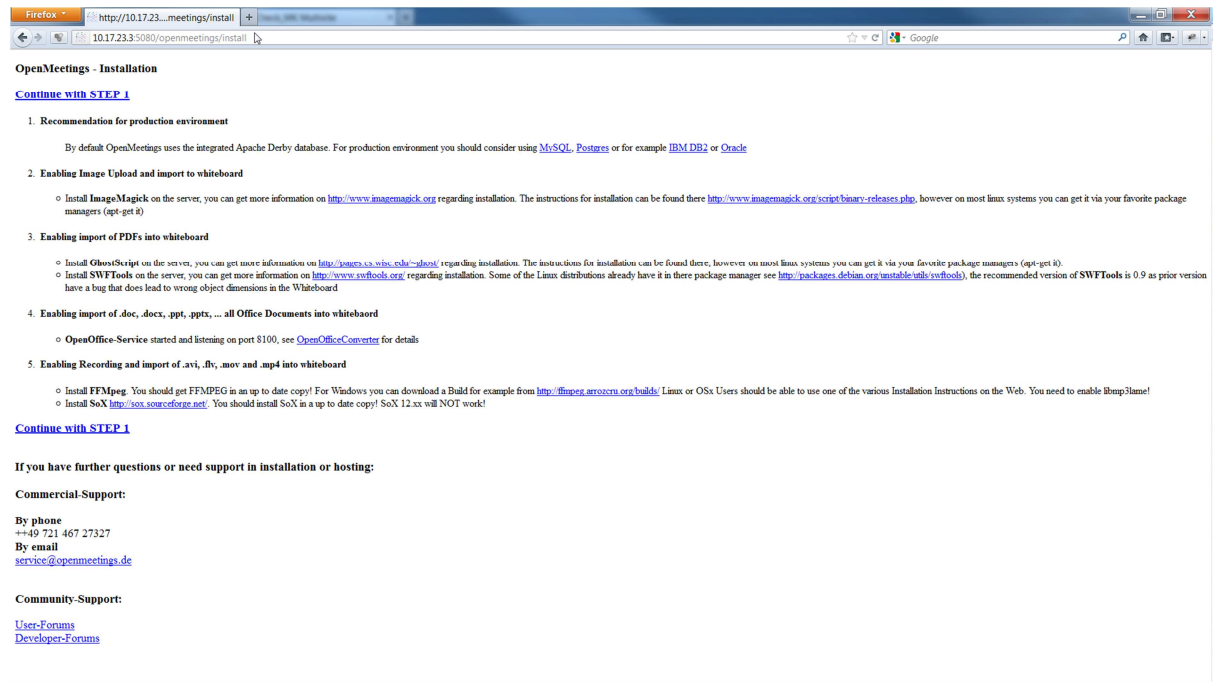 Firefox
http://10.17.23....meetings/install
10.17.23.3:5080/openmeetings/install
Google
OpenMeetings - Installation
Continue with STEP 1
1. Recommendation for production environment
By default OpenMeetings uses the integrated Apache Derby database. For production environment you should consider using MySQL, Postgres or for example IBM DB2 or Oracle
2. Enabling Image Upload and import to whiteboard
Install ImageMagick on the server, you can get more information on http://www.imagemagick.org regarding installation. The instructions for installation can be found there http://www.imagemagick.org/script/binary-releases.php, however on most linux systems you can get it via your favorite package
managers (apt-get it)
3. Enabling import of PDFs into whiteboard
Install GhostScript on the server, you can get more information on http://pages.cs.wisc.edu/~ghost/ regarding installation. The instructions for installation can be found there, however on most linux systems you can get it via your favorite package managers (apt-get it).
Install SWFTools on the server, you can get more information on http://www.swftools.org/ regarding installation. Some of the Linux distributions already have it in there package manager see http://packages.debian.org/unstable/utils/swftools), the recommended version of SWFTools is 0.9 as prior version
have a bug that does lead to wrong object dimensions in the Whiteboard
4. Enabling import of .doc, .docx, .ppt, .pptx, ... all Office Documents into whitebaord
OpenOffice-Service started and listening on port 8100, see OpenOfficeConverter for details
5. Enabling Recording and import of .avi, .flv, .mov and .mp4 into whiteboard
Install FFMpeg. You should get FFMPEG in an up to date copy! For Windows you can download a Build for example from http://ffmpeg.arrozcru.org/builds/ Linux or OSx Users should be able to use one of the various Installation Instructions on the Web. You need to enable libmp3lame!
Install SoX http://sox.sourceforge.net/. You should install SoX in a up to date copy! SoX 12.xx will NOT work!
Continue with STEP 1
If you have further questions or need support in installation or hosting:
Commercial-Support:
By phone
++49 721 467 27327
By email
service@openmeetings.de
Community-Support:
User-Forums
Developer-Forums